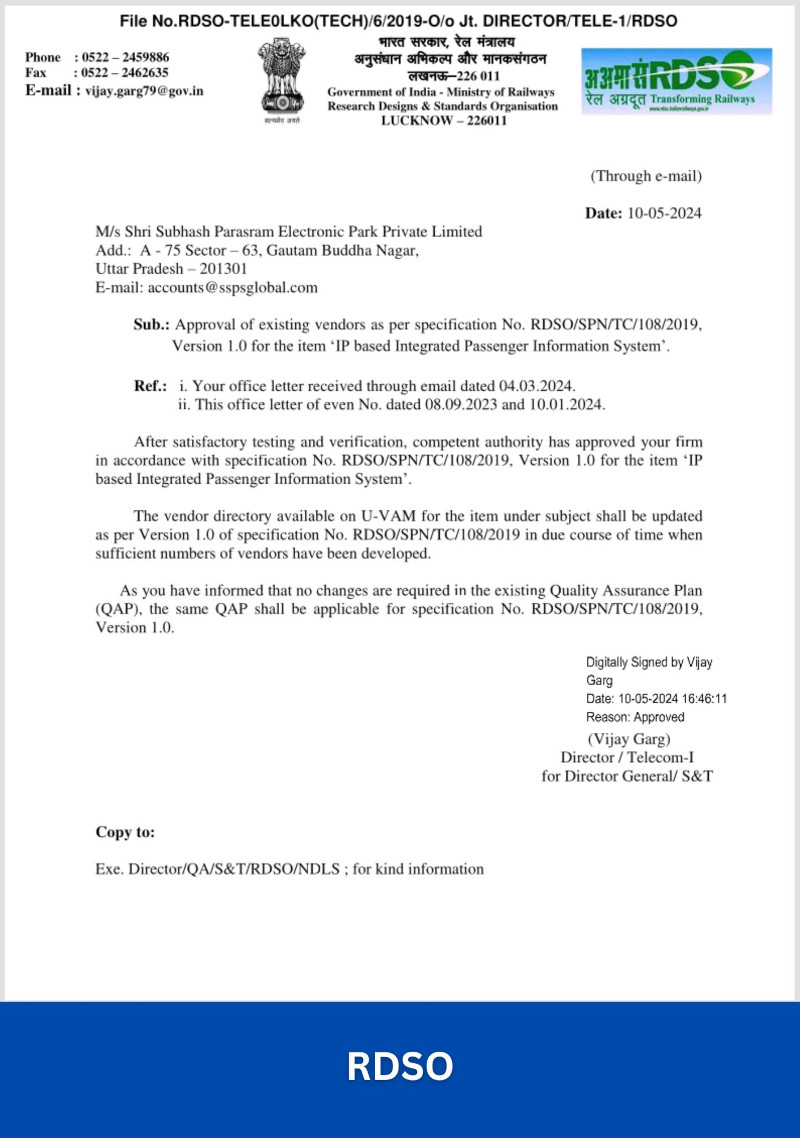 File No.RDSO-TELE0LKO(TECH)/6/2019-O/o Jt. DIRECTOR/TELE-1/RDSO
Phone : 0522 – 2459886
Fax : 0522 – 2462635
E-mail : vijay.garg79@gov.in
सत्यमेव जयते
भारत सरकार, रेल मंत्रालय
अनुसंधान अभिकल्प और मानकसंगठन
लखनऊ–226 011
Government of India - Ministry of Railways
Research Designs & Standards Organisation
LUCKNOW – 226011
अअमासं RDSO
रेल अग्रदूत Transforming Railways
(Through e-mail)
Date: 10-05-2024
M/s Shri Subhash Parasram Electronic Park Private Limited
Add.: A - 75 Sector – 63, Gautam Buddha Nagar,
Uttar Pradesh – 201301
E-mail: accounts@sspsglobal.com
Sub.: Approval of existing vendors as per specification No. RDSO/SPN/TC/108/2019,
Version 1.0 for the item ‘IP based Integrated Passenger Information System’.
Ref.: i. Your office letter received through email dated 04.03.2024.
ii. This office letter of even No. dated 08.09.2023 and 10.01.2024.
After satisfactory testing and verification, competent authority has approved your firm
in accordance with specification No. RDSO/SPN/TC/108/2019, Version 1.0 for the item ‘IP
based Integrated Passenger Information System’.
The vendor directory available on U-VAM for the item under subject shall be updated
as per Version 1.0 of specification No. RDSO/SPN/TC/108/2019 in due course of time when
sufficient numbers of vendors have been developed.
As you have informed that no changes are required in the existing Quality Assurance Plan
(QAP), the same QAP shall be applicable for specification No. RDSO/SPN/TC/108/2019,
Version 1.0.
Digitally Signed by Vijay
Garg
Date: 10-05-2024 16:46:11
Reason: Approved
(Vijay Garg)
Director / Telecom-I
for Director General/ S&T
Copy to:
Exe. Director/QA/S&T/RDSO/NDLS ; for kind information
RDSO